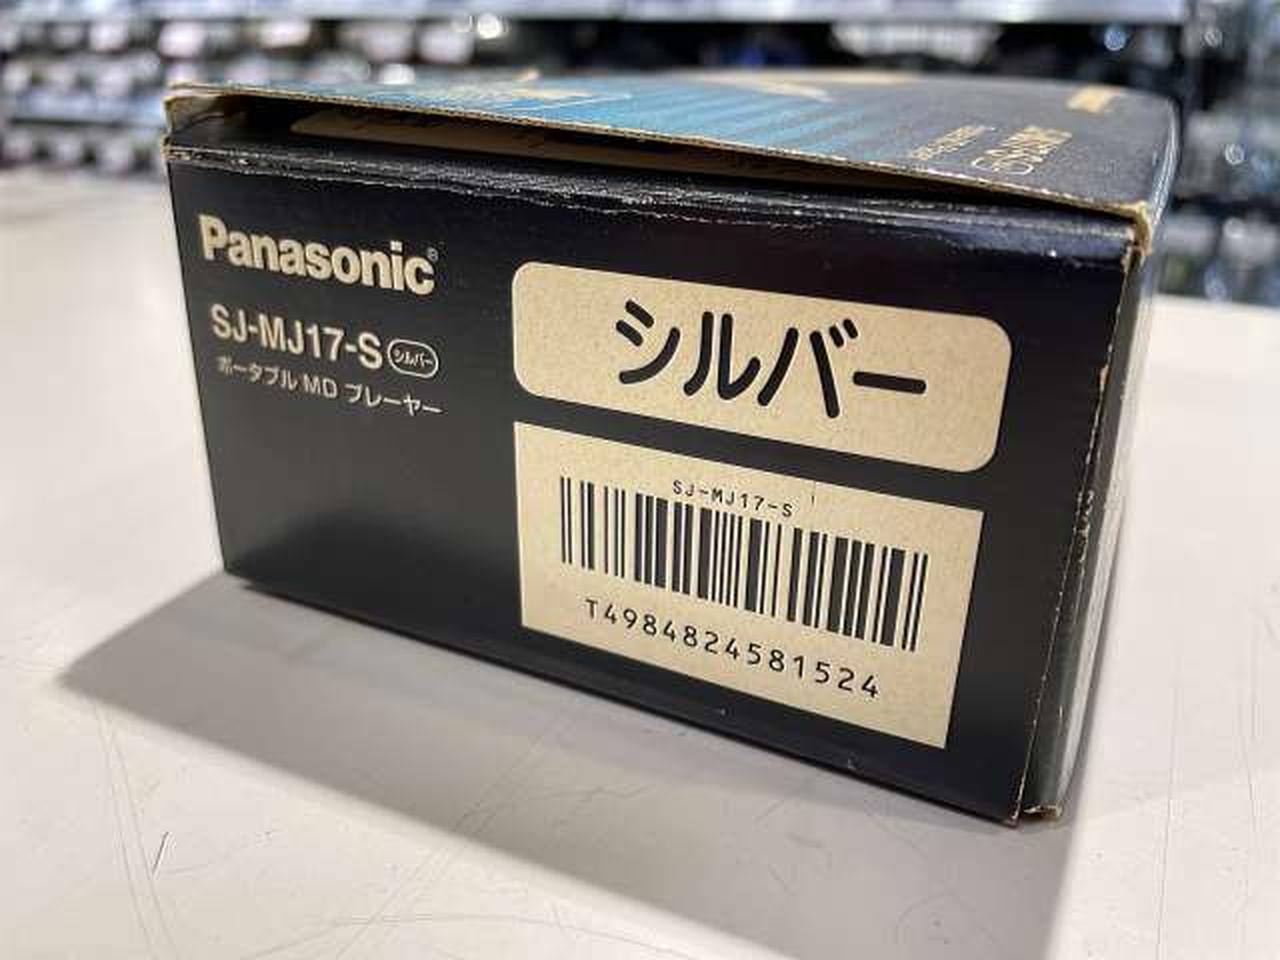 Panasonic®
SJ-MJ17-S シルバー
ポータブル MD プレーヤー
シルバー
SJ-MJ17-S
T4984824581524